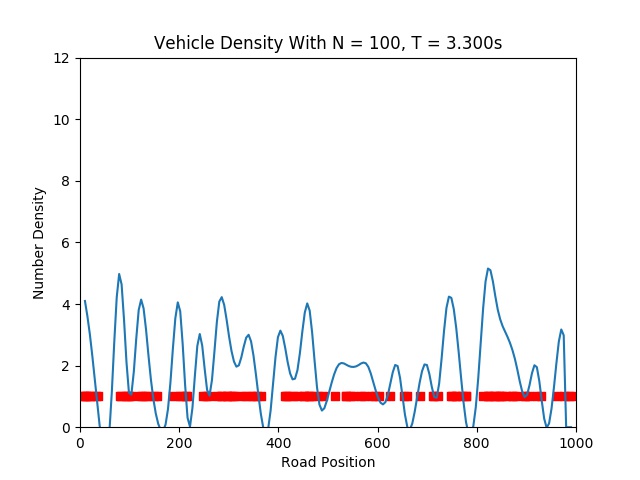 Vehicle Density With N = 100, T = 3.300s
12
10
8
6
4
2
0
Number Density
0 200 400 600 800 1000
Road Position